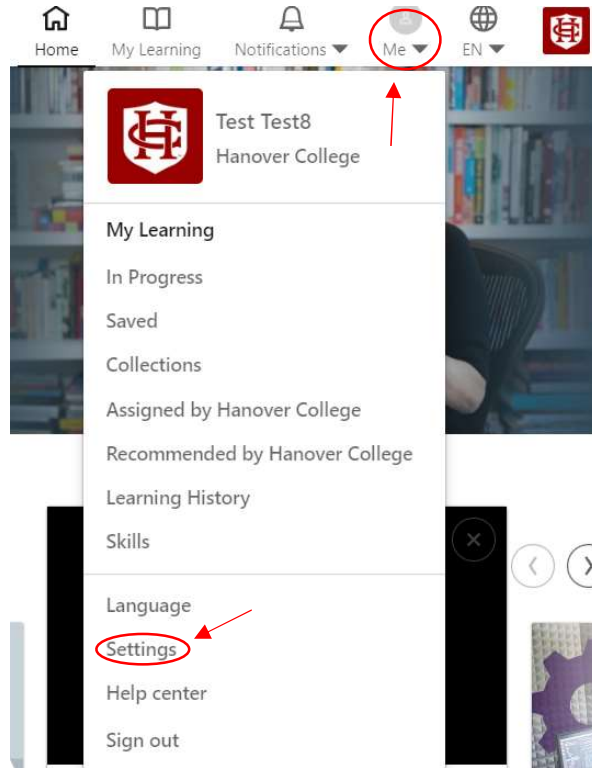 Home My Learning Notifications Me EN
Test Test8
Hanover College
My Learning
In Progress
Saved
Collections
Assigned by Hanover College
Recommended by Hanover College
Learning History
Skills
Language
Settings
Help center
Sign out